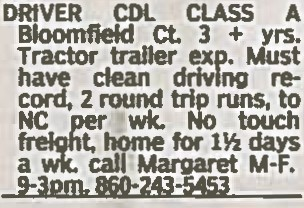 DRIVER CDL CLASS A
Bloomfield Ct. 3 + yrs.
Tractor trailer exp. Must
have clean driving re-
cord, 2 round trip runs, to
NC per wk. No touch
freight, home for 1½ days
a wk. call Margaret M-F.
9-3pm. 860-243-5453